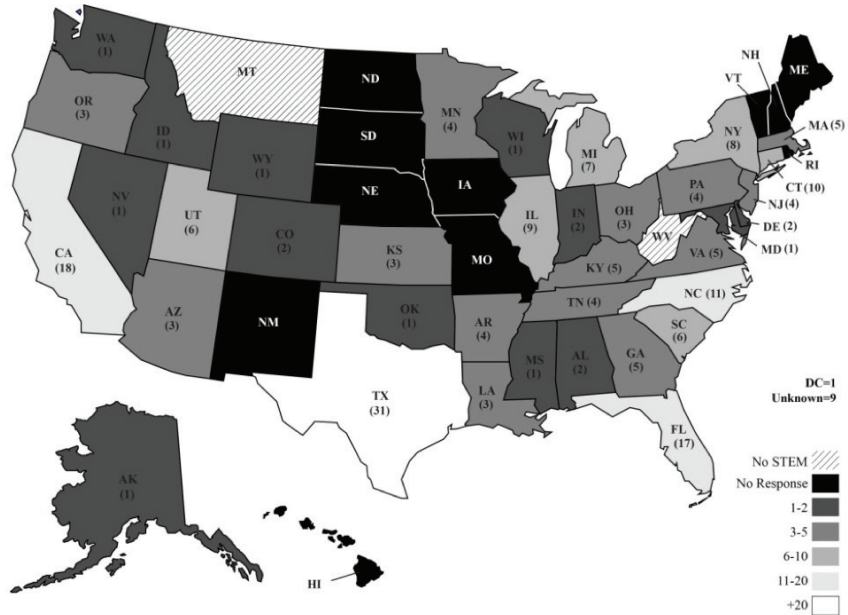 WA
(1)
MT
ND
MN
(4)
OR
(3)
ID
(1)
SD
WI
(1)
WY
(1)
MI
(7)
NY
(8)
VT
NH
ME
MA (5)
RI
CT (10)
NJ (4)
DE (2)
MD (1)
NV
(1)
UT
(6)
NE
IA
IL
(9)
IN
(2)
OH
(3)
PA
(4)
WV
VA (5)
CO
(2)
KS
(3)
MO
KY (5)
CA
(18)
AZ
(3)
NM
OK
(1)
AR
(4)
TN (4)
NC (11)
SC
(6)
MS
(1)
AL
(2)
GA
(5)
TX
(31)
LA
(3)
FL
(17)
AK
(1)
HI
DC=1
Unknown=9
No STEM
No Response
1-2
3-5
6-10
11-20
+20